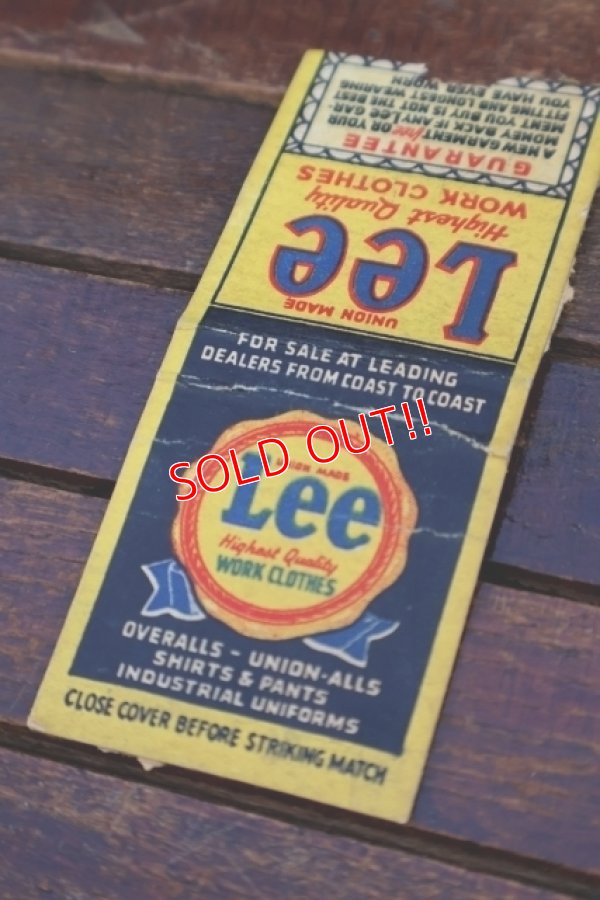 GUARANTEE
A NEW GARMENT free OR YOUR
MONEY BACK IF ANY Lee GAR-
MENT YOU BUY IS NOT THE BEST
FITTING AND LONGEST WEARING
YOU HAVE EVER WORN
UNION MADE
Lee
Highest Quality
WORK CLOTHES
FOR SALE AT LEADING
DEALERS FROM COAST TO COAST
SOLD OUT!!
UNION MADE
Lee
Highest Quality
WORK CLOTHES
OVERALLS - UNION-ALLS
SHIRTS & PANTS
INDUSTRIAL UNIFORMS
CLOSE COVER BEFORE STRIKING MATCH